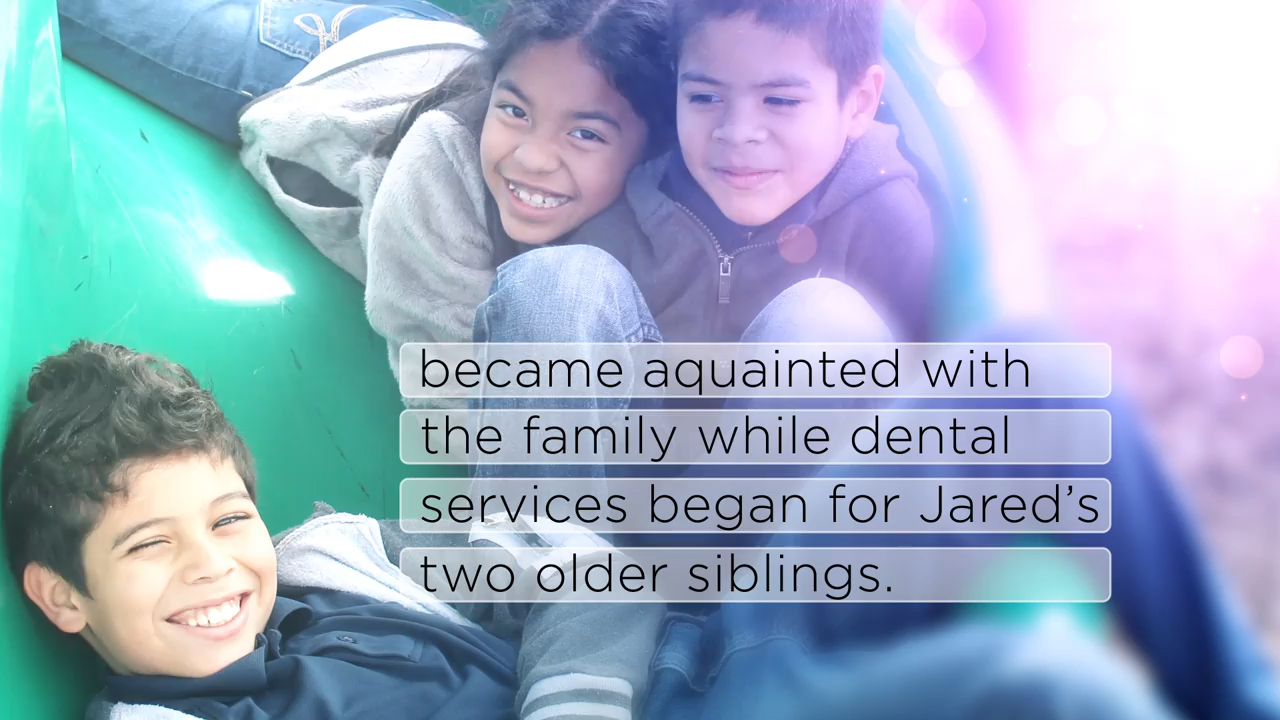 became aquainted with
the family while dental
services began for Jared’s
two older siblings.